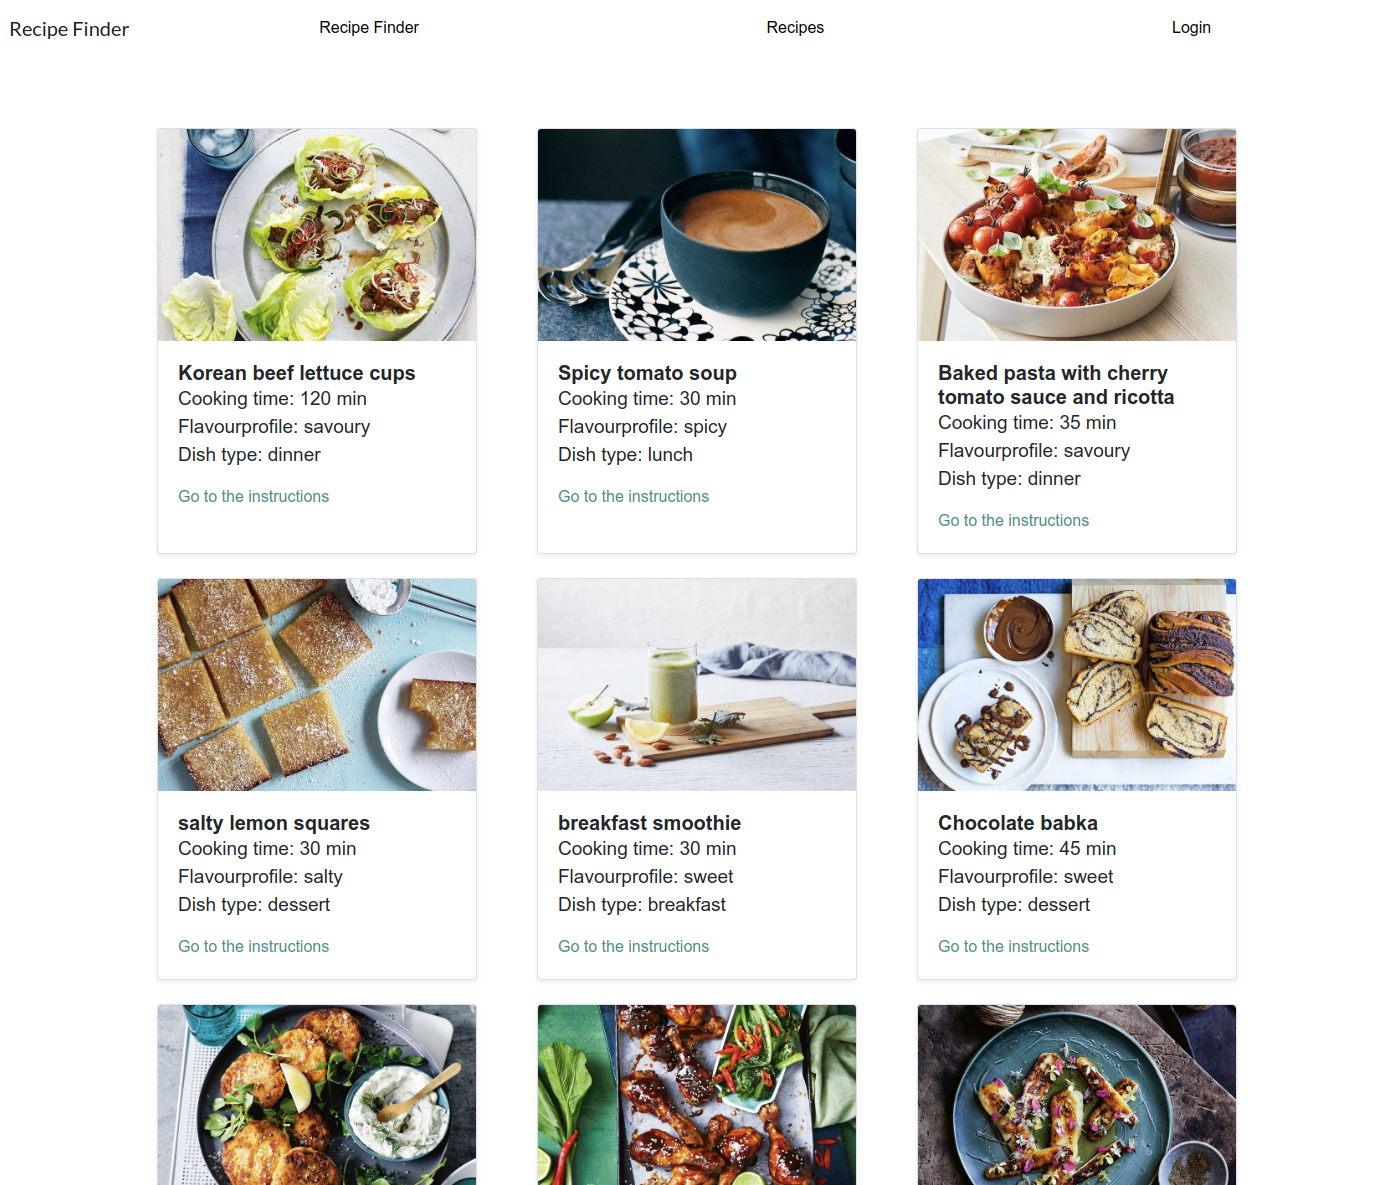 Recipe Finder
Recipe Finder
Recipes
Login
Korean beef lettuce cups
Cooking time: 120 min
Flavourprofile: savoury
Dish type: dinner
Go to the instructions
Spicy tomato soup
Cooking time: 30 min
Flavourprofile: spicy
Dish type: lunch
Go to the instructions
Baked pasta with cherry
tomato sauce and ricotta
Cooking time: 35 min
Flavourprofile: savoury
Dish type: dinner
Go to the instructions
salty lemon squares
Cooking time: 30 min
Flavourprofile: salty
Dish type: dessert
Go to the instructions
breakfast smoothie
Cooking time: 30 min
Flavourprofile: sweet
Dish type: breakfast
Go to the instructions
Chocolate babka
Cooking time: 45 min
Flavourprofile: sweet
Dish type: dessert
Go to the instructions